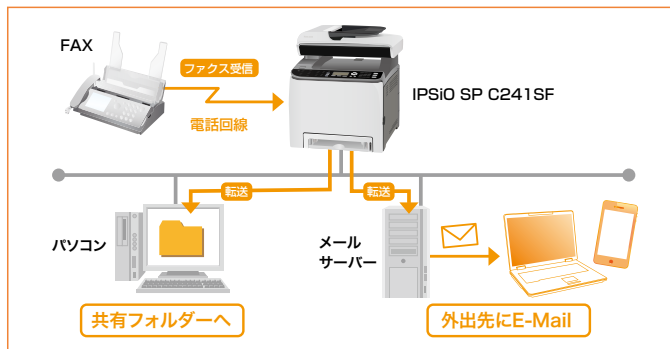 FAX
ファクス受信
電話回線
IPSiO SP C241SF
転送
転送
パソコン
メール
サーバー
共有フォルダーへ
外出先にE-Mail